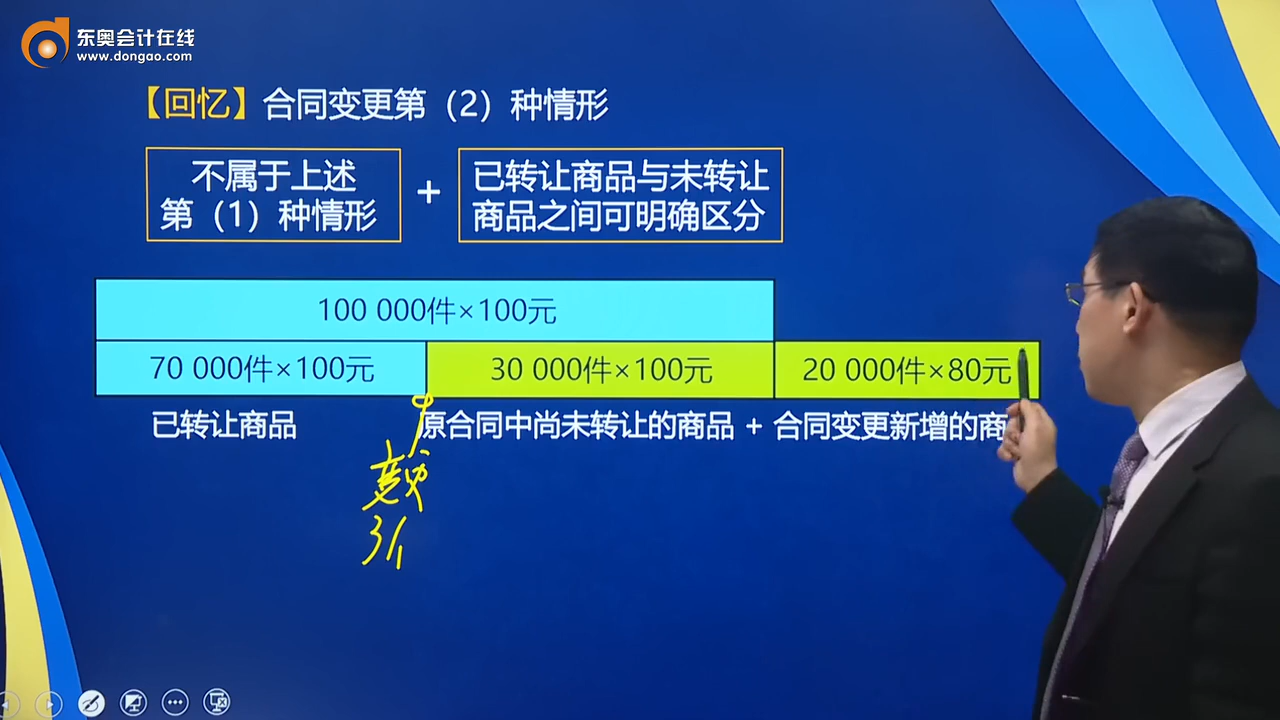 东奥会计在线
www.dongao.com
【回忆】合同变更第（2）种情形
不属于上述
第（1）种情形
+
已转让商品与未转让
商品之间可明确区分
100 000件×100元
70 000件×100元 30 000件×100元 20 000件×80元
已转让商品 原合同中尚未转让的商品 + 合同变更新增的商
变更